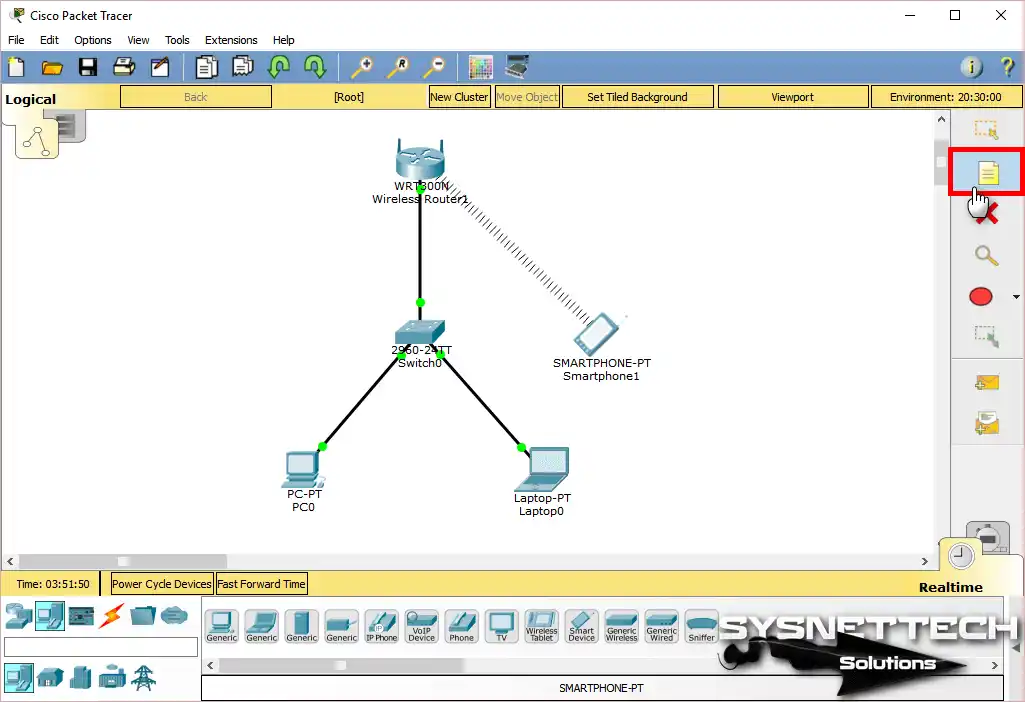 Cisco Packet Tracer
File Edit Options View Tools Extensions Help
R
i ?
Logical
Back [Root] New Cluster Move Object Set Tiled Background Viewport Environment: 20:30:00
WRT300N
Wireless Router1
2960-24TT
Switch0
SMARTPHONE-PT
Smartphone1
PC-PT
PC0
Laptop-PT
Laptop0
Time: 03:51:50 Power Cycle Devices Fast Forward Time
Realtime
Generic Generic Generic Generic IP Phone VoIP Device Phone TV Wireless Tablet Smart Device Generic Wireless Generic Wired Sniffer
SYSNETTECH
Solutions
SMARTPHONE-PT